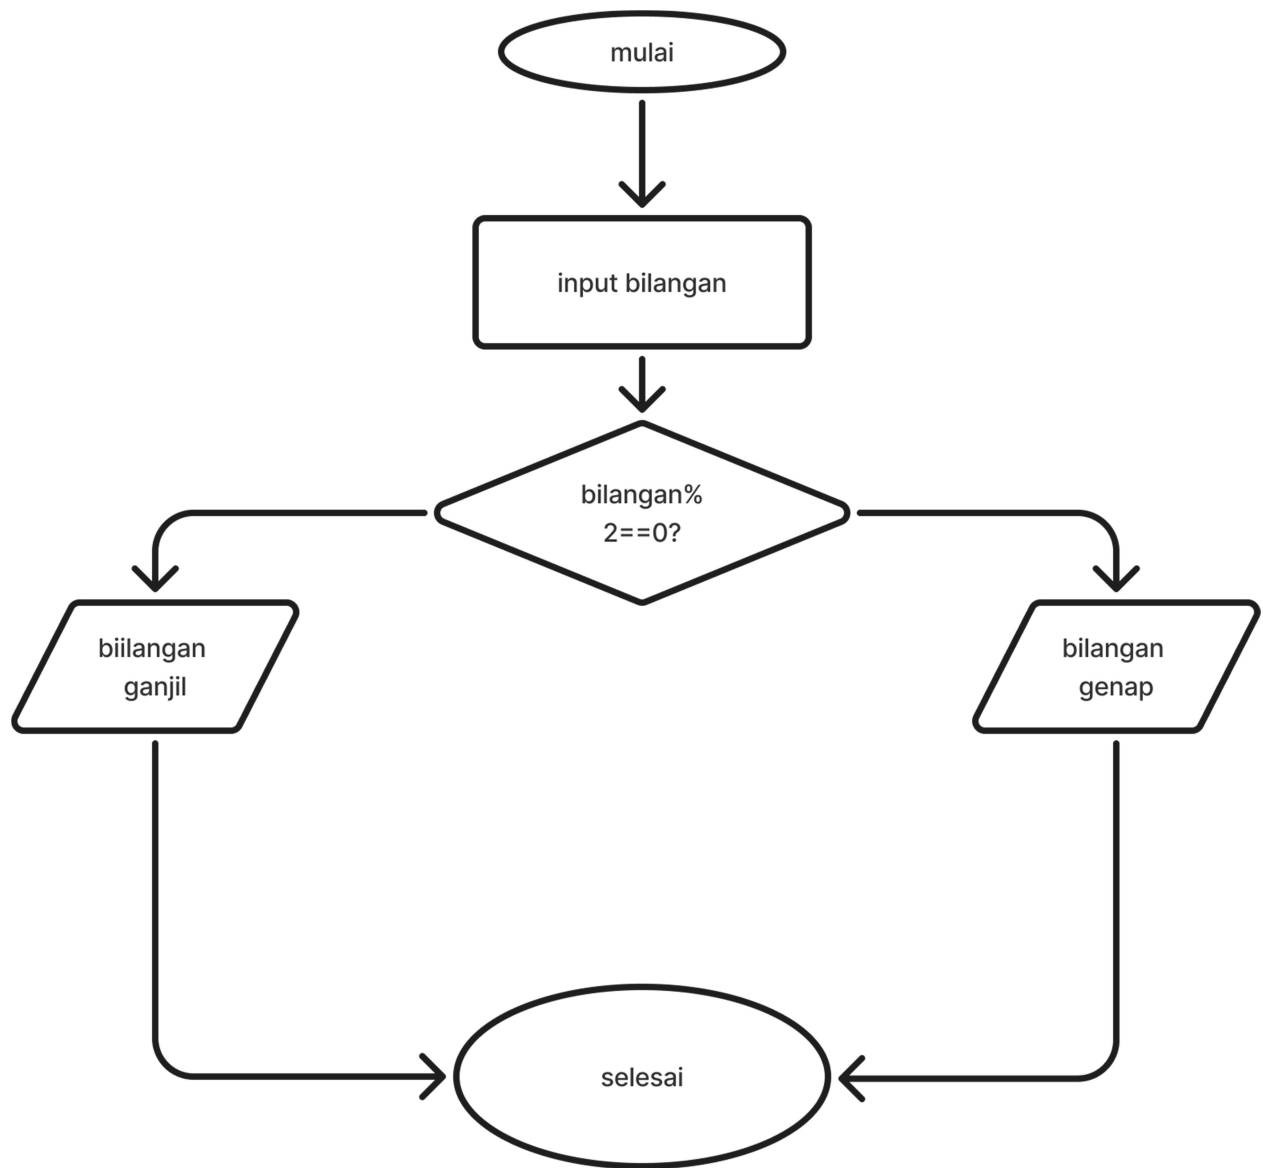 mulai
input bilangan
bilangan%
2==0?
biilangan
ganjil
bilangan
genap
selesai